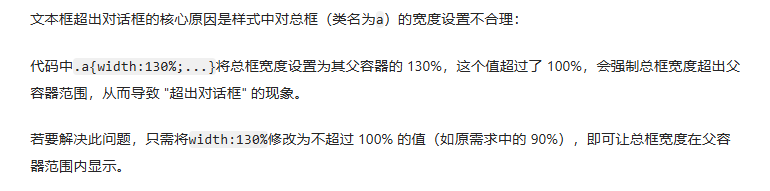 文本框超出对话框的核心原因是样式中对总框（类名为a）的宽度设置不合理：
代码中.a{width:130%;...}将总框宽度设置为其父容器的 130%，这个值超过了 100%，会强制总框宽度超出父
容器范围，从而导致 "超出对话框" 的现象。
若要解决此问题，只需将width:130%修改为不超过 100% 的值（如原需求中的 90%），即可让总框宽度在父容
器范围内显示。